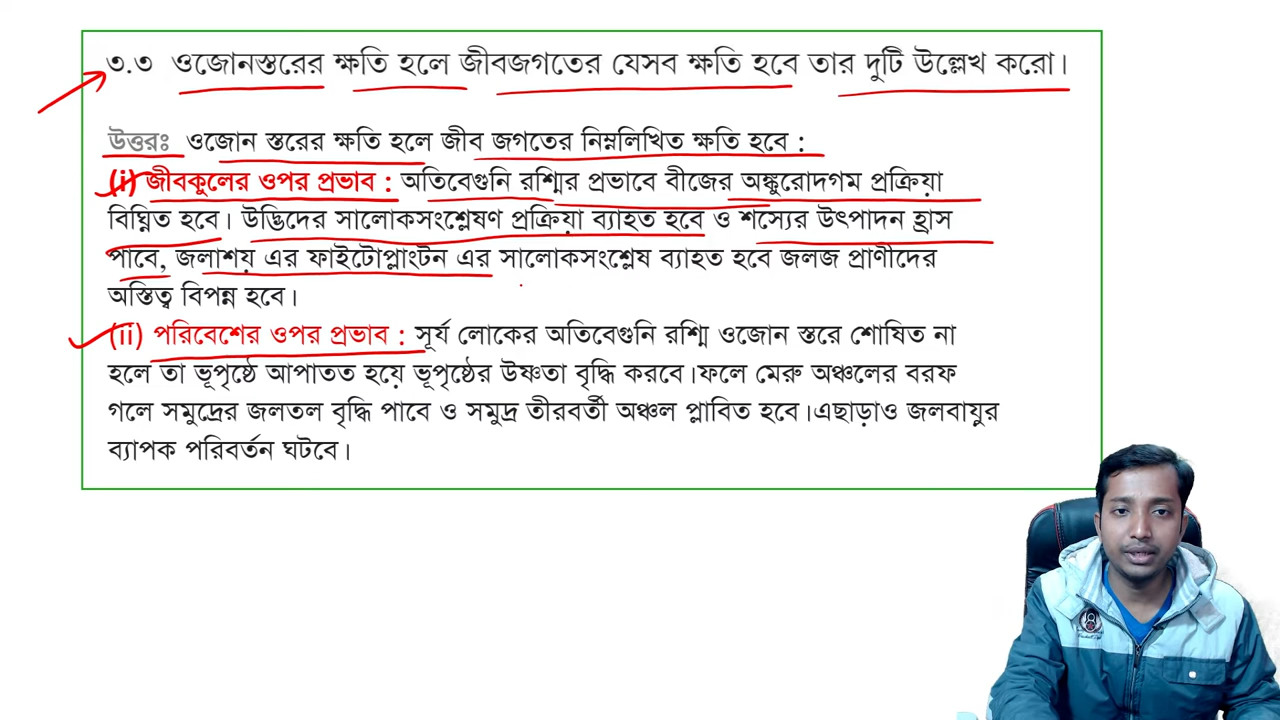 ৩.৩ ওজোনস্তরের ক্ষতি হলে জীবজগতের যেসব ক্ষতি হবে তার দুটি উল্লেখ করো।
উত্তরঃ ওজোন স্তরের ক্ষতি হলে জীব জগতের নিম্নলিখিত ক্ষতি হবে :
(i) জীবকুলের ওপর প্রভাব : অতিবেগুনি রশ্মির প্রভাবে বীজের অঙ্কুরোদগম প্রক্রিয়া
বিঘ্নিত হবে। উদ্ভিদের সালোকসংশ্লেষণ প্রক্রিয়া ব্যাহত হবে ও শস্যের উৎপাদন হ্রাস
পাবে, জলাশয় এর ফাইটোপ্লাংটন এর সালোকসংশ্লেষ ব্যাহত হবে জলজ প্রাণীদের
অস্তিত্ব বিপন্ন হবে।
(ii) পরিবেশের ওপর প্রভাব : সূর্য লোকের অতিবেগুনি রশ্মি ওজোন স্তরে শোষিত না
হলে তা ভূপৃষ্ঠে আপাতত হয়ে ভূপৃষ্ঠের উষ্ণতা বৃদ্ধি করবে।ফলে মেরু অঞ্চলের বরফ
গলে সমুদ্রের জলতল বৃদ্ধি পাবে ও সমুদ্র তীরবর্তী অঞ্চল প্লাবিত হবে।এছাড়াও জলবায়ুর
ব্যাপক পরিবর্তন ঘটবে।